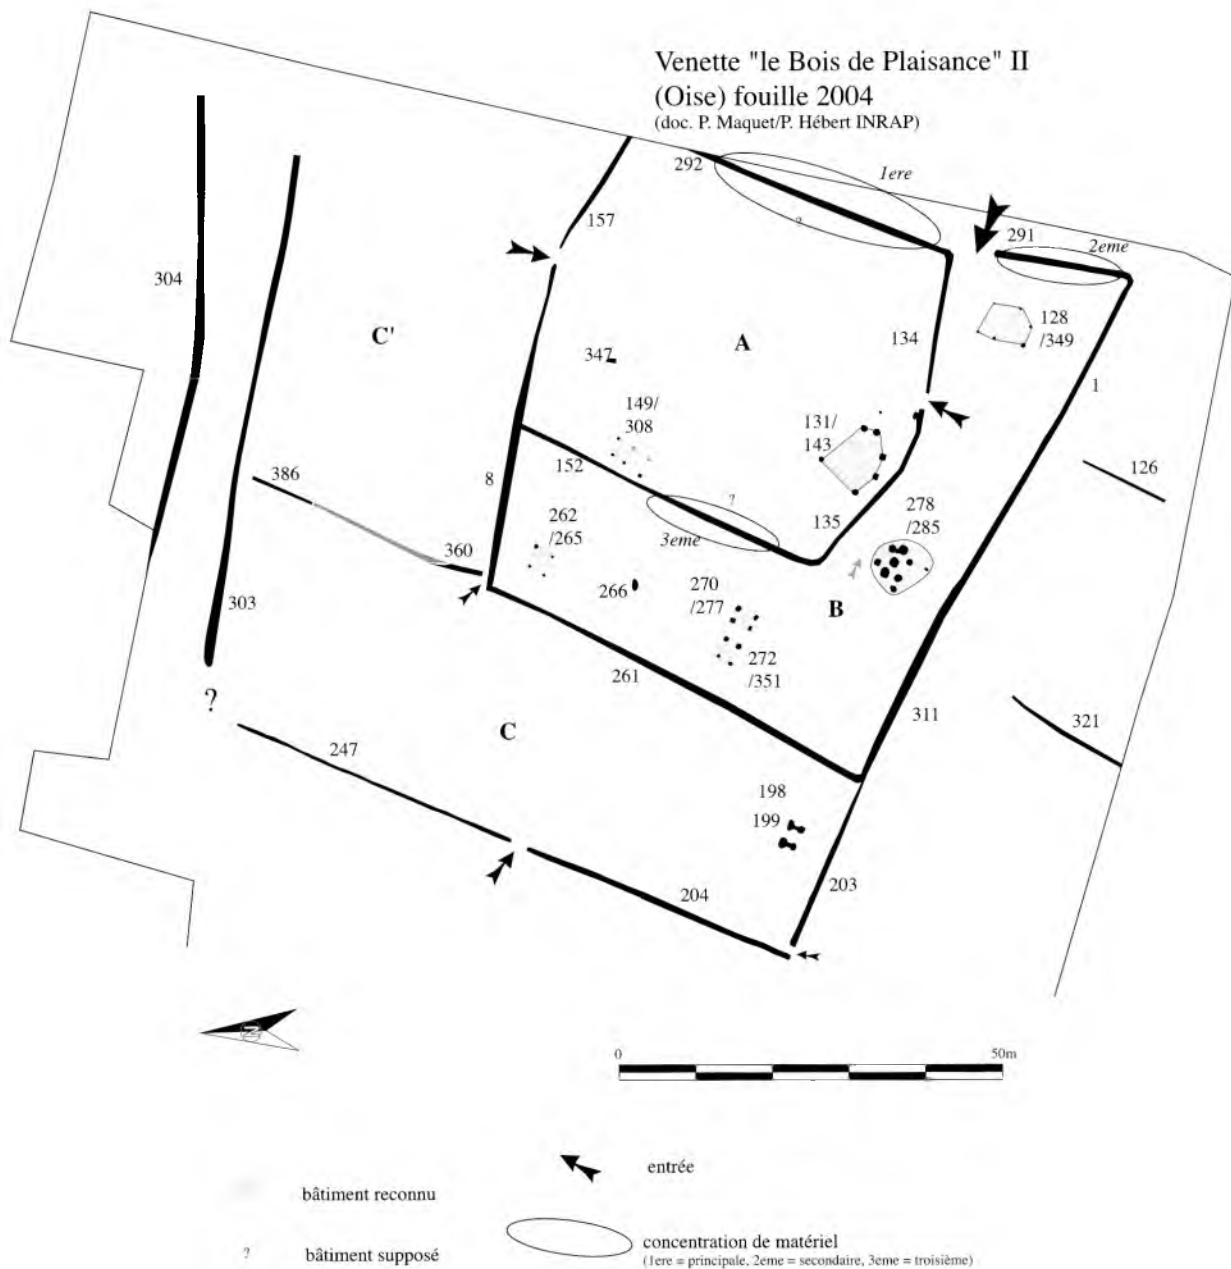 Venette "le Bois de Plaisance" II
(Oise) fouille 2004
(doc. P. Maquet/P. Hébert INRAP)
292
1ere
157
?
291
2eme
304
C'
A
134
128
/349
347
1
149/
308
131/
143
126
386
8
152
?
278
/285
262
/265
3eme
135
360
266
270
/277
B
303
272
/351
261
?
311
321
247
C
198
199
203
204
N
0
50m
entrée
bâtiment reconnu
concentration de matériel
? bâtiment supposé
(1ere = principale, 2eme = secondaire, 3eme = troisième)